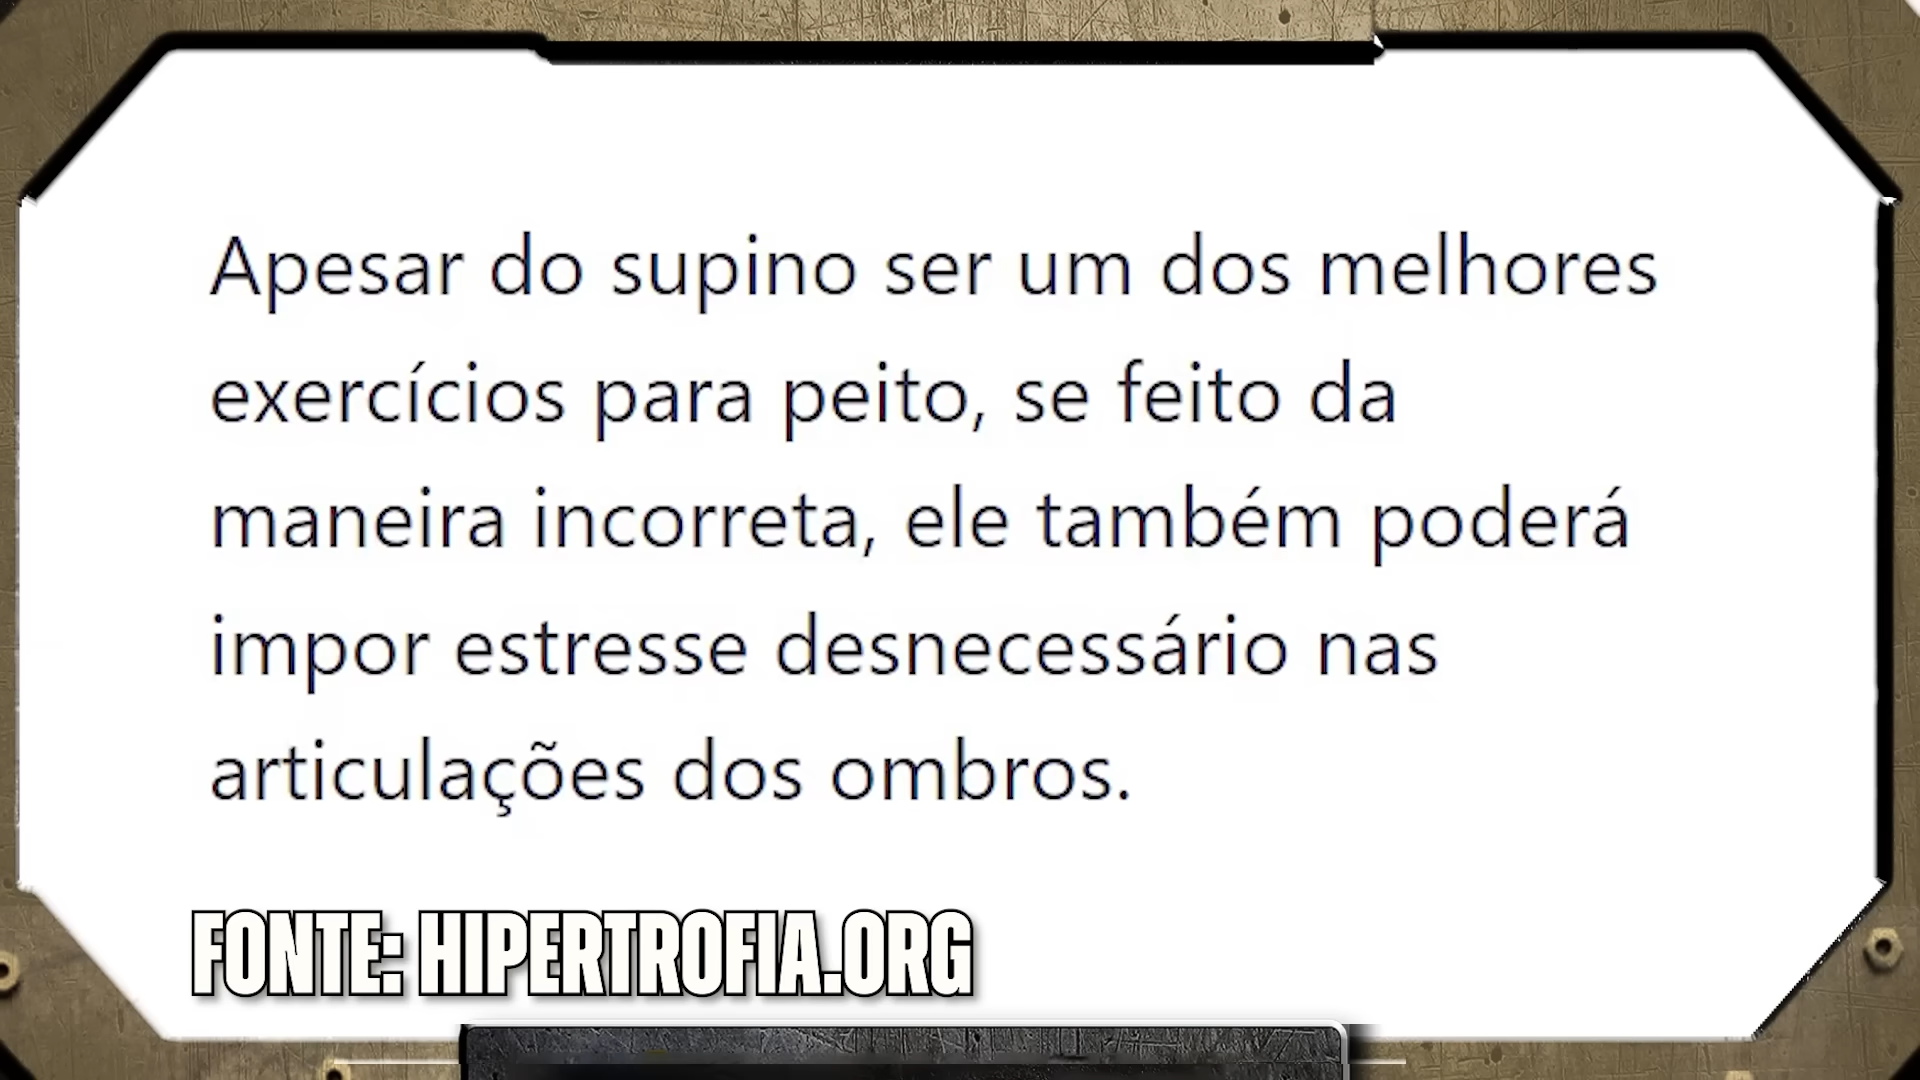 Apesar do supino ser um dos melhores
exercícios para peito, se feito da
maneira incorreta, ele também poderá
impor estresse desnecessário nas
articulações dos ombros.
FONTE: HIPERTROFIA.ORG